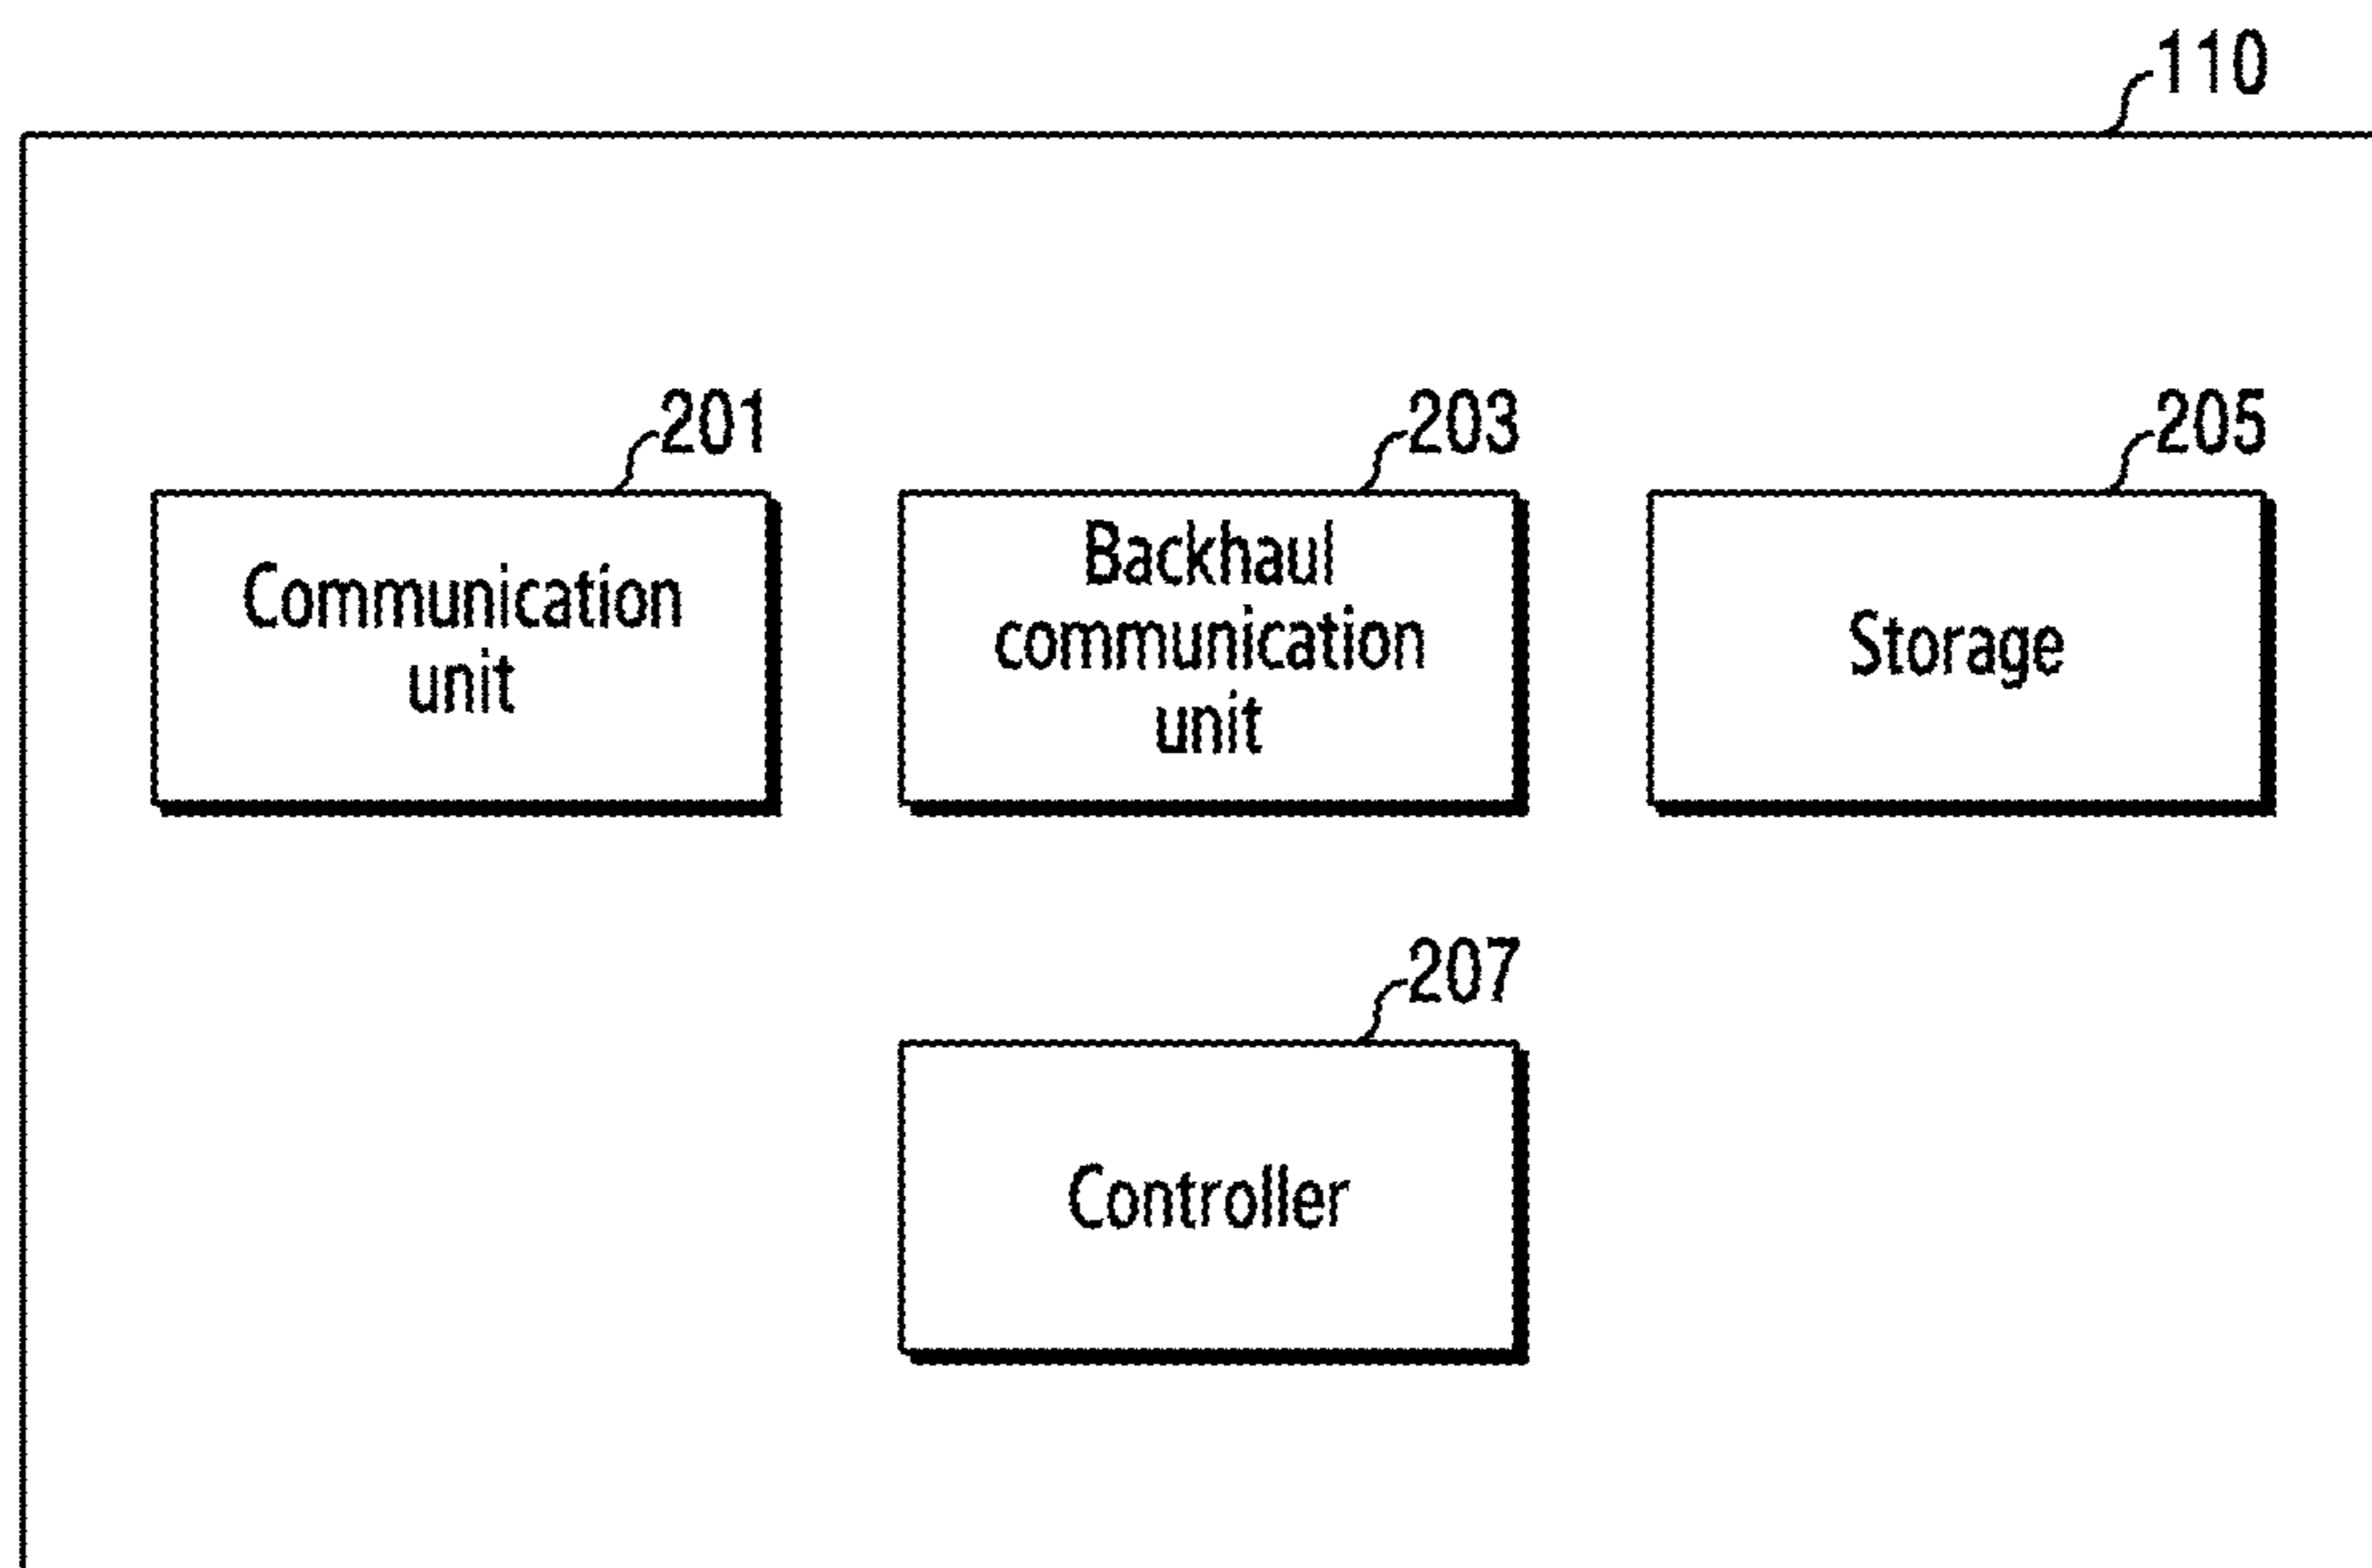 110
201
203
205
Communication
unit
Backhaul
communication
unit
Storage
207
Controller